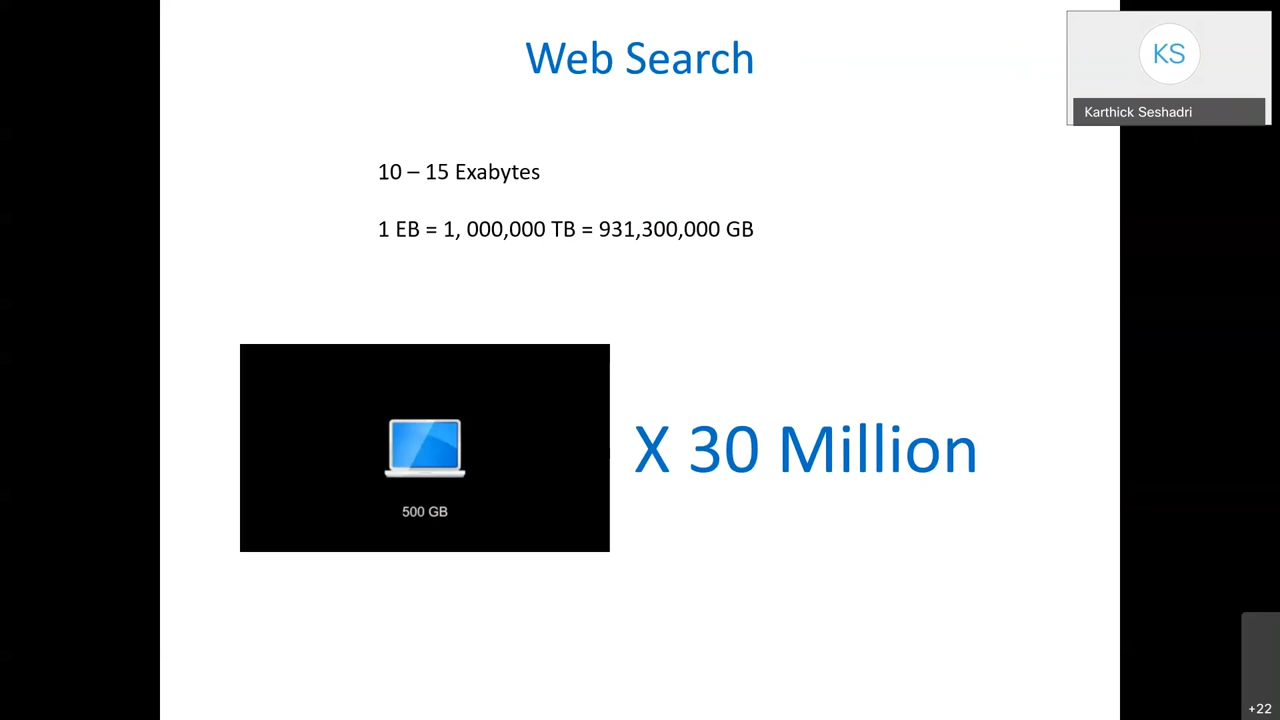 Web Search
KS
Karthick Seshadri
10 – 15 Exabytes
1 EB = 1, 000,000 TB = 931,300,000 GB
X 30 Million
500 GB
+22